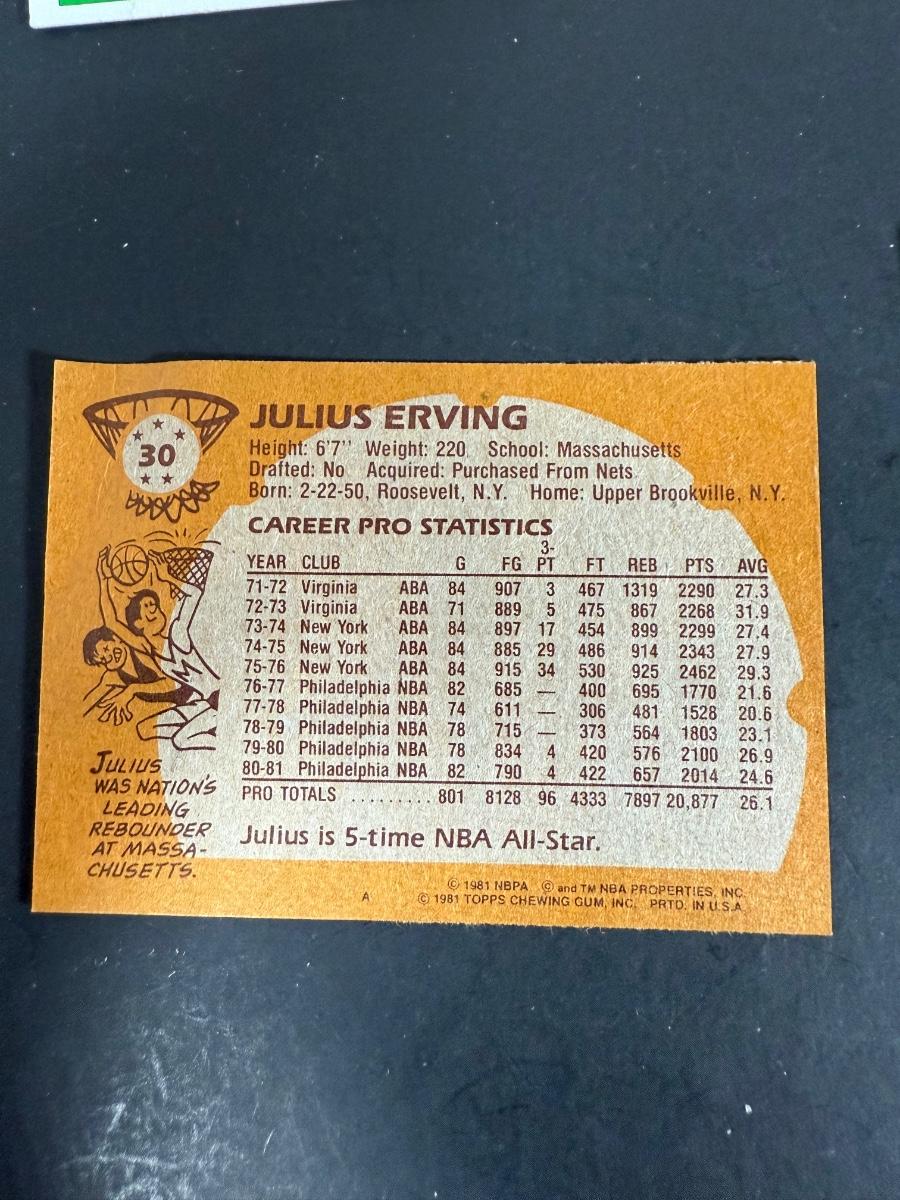 30
JULIUS ERVING
Height: 6'7" Weight: 220 School: Massachusetts
Drafted: No Acquired: Purchased From Nets
Born: 2-22-50, Roosevelt, N.Y. Home: Upper Brookville, N.Y.
CAREER PRO STATISTICS
YEAR CLUB G FG 3-PT FT REB PTS AVG
71-72 Virginia ABA 84 907 3 467 1319 2290 27.3
72-73 Virginia ABA 71 889 5 475 867 2268 31.9
73-74 New York ABA 84 897 17 454 899 2299 27.4
74-75 New York ABA 84 885 29 486 914 2343 27.9
75-76 New York ABA 84 915 34 530 925 2462 29.3
76-77 Philadelphia NBA 82 685 — 400 695 1770 21.6
77-78 Philadelphia NBA 74 611 — 306 481 1528 20.6
78-79 Philadelphia NBA 78 715 — 373 564 1803 23.1
79-80 Philadelphia NBA 78 834 4 420 576 2100 26.9
80-81 Philadelphia NBA 82 790 4 422 657 2014 24.6
PRO TOTALS ......... 801 8128 96 4333 7897 20,877 26.1
Julius is 5-time NBA All-Star.
JULIUS
WAS NATION'S
LEADING
REBOUNDER
AT MASSA-
CHUSETTS.
© 1981 NBPA © and TM NBA PROPERTIES, INC.
A © 1981 TOPPS CHEWING GUM, INC. PRTD. IN U.S.A.